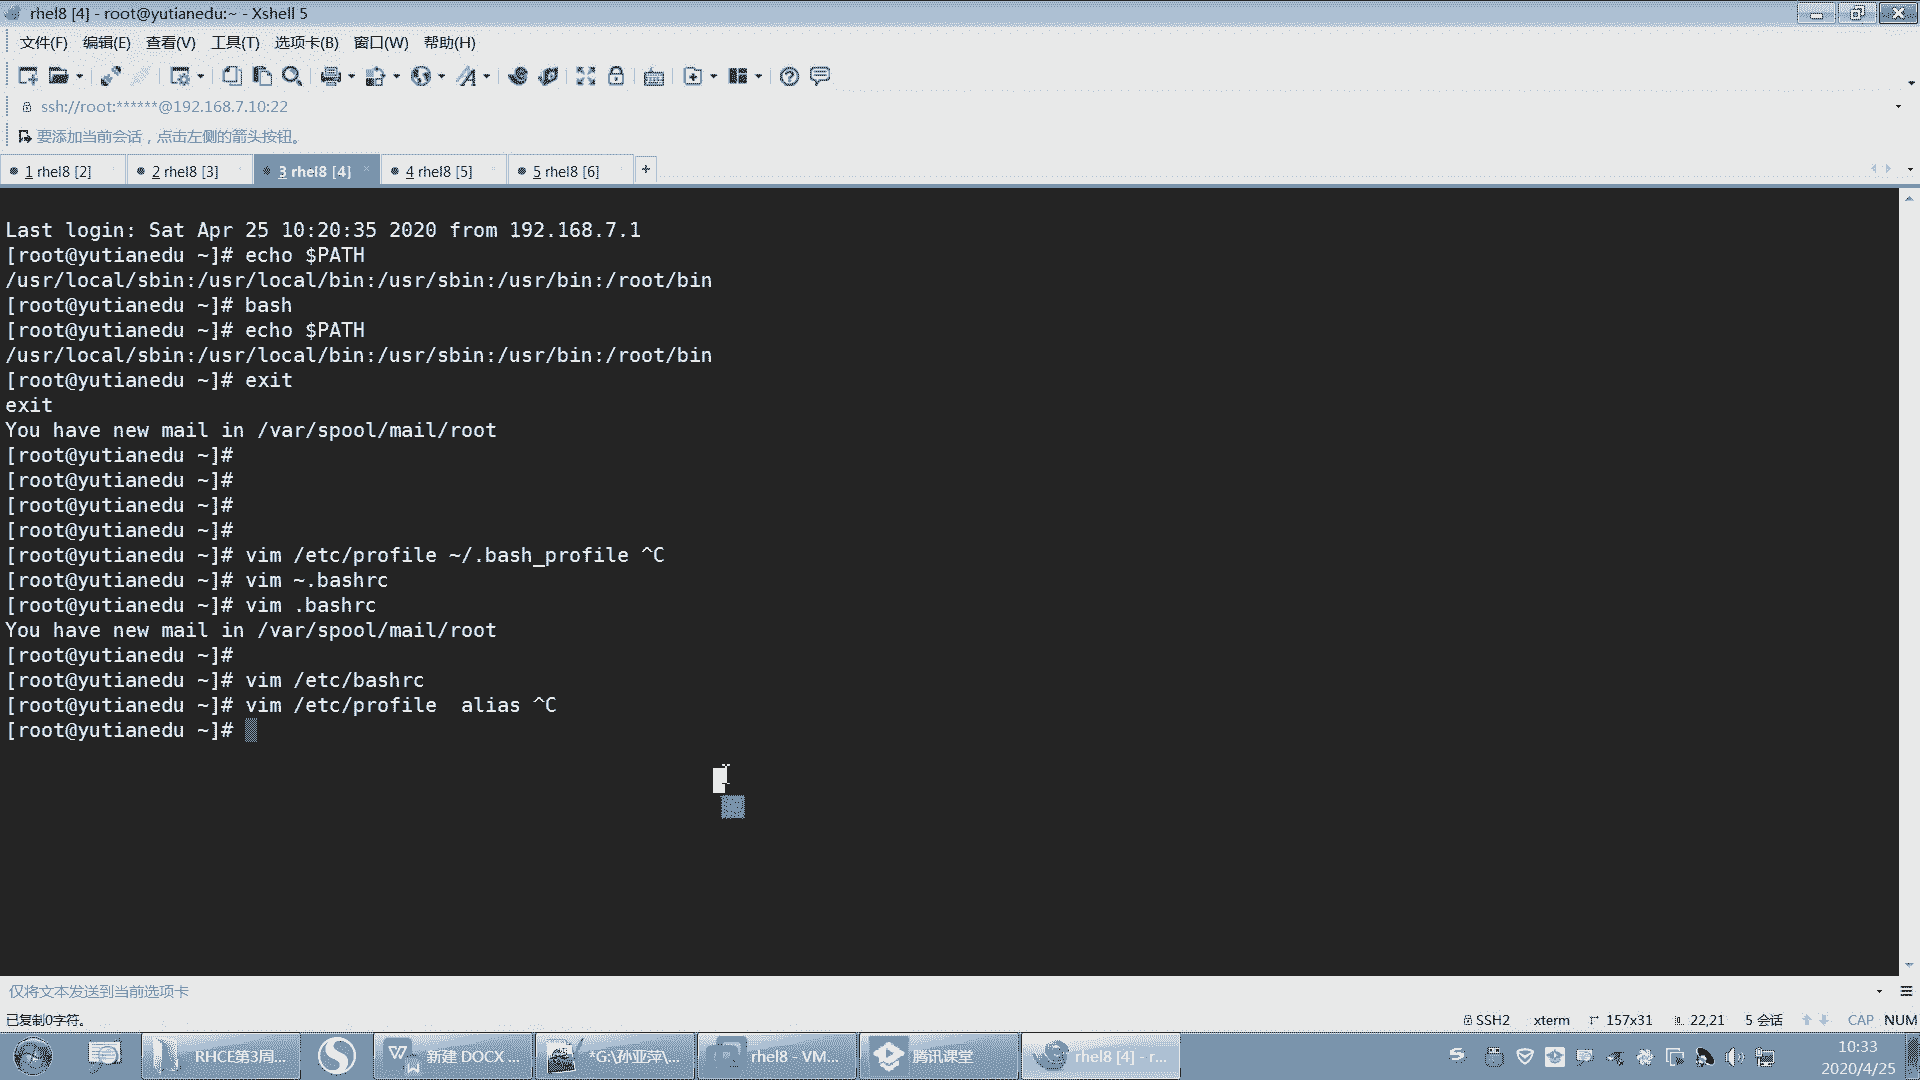 rhel8 [4] - root@yutianedu:~ - Xshell 5
文件(F) 编辑(E) 查看(V) 工具(T) 选项卡(B) 窗口(W) 帮助(H)
ssh://root:******@192.168.7.10:22
要添加当前会话，点击左侧的箭头按钮。
1 rhel8 [2] 2 rhel8 [3] 3 rhel8 [4] 4 rhel8 [5] 5 rhel8 [6] +
Last login: Sat Apr 25 10:20:35 2020 from 192.168.7.1
[root@yutianedu ~]# echo $PATH
/usr/local/sbin:/usr/local/bin:/usr/sbin:/usr/bin:/root/bin
[root@yutianedu ~]# bash
[root@yutianedu ~]# echo $PATH
/usr/local/sbin:/usr/local/bin:/usr/sbin:/usr/bin:/root/bin
[root@yutianedu ~]# exit
exit
You have new mail in /var/spool/mail/root
[root@yutianedu ~]#
[root@yutianedu ~]#
[root@yutianedu ~]#
[root@yutianedu ~]#
[root@yutianedu ~]# vim /etc/profile ~/.bash_profile ^C
[root@yutianedu ~]# vim ~.bashrc
[root@yutianedu ~]# vim .bashrc
You have new mail in /var/spool/mail/root
[root@yutianedu ~]#
[root@yutianedu ~]# vim /etc/bashrc
[root@yutianedu ~]# vim /etc/profile  alias ^C
[root@yutianedu ~]#
仅将文本发送到当前选项卡
已复制0字符。 SSH2 xterm 157x31 22,21 5 会话 CAP NUM
RHCE第3周... 新建 DOCX ... *G:\孙亚萍\... rhel8 - VM... 腾讯课堂 rhel8 [4] - r... 10:33
2020/4/25